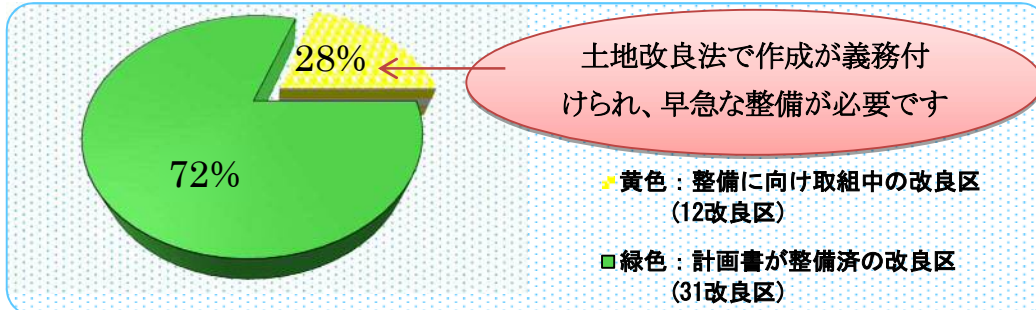 28%
土地改良法で作成が義務付
けられ、早急な整備が必要です
72%
黄色：整備に向け取組中の改良区
(12改良区)
緑色：計画書が整備済の改良区
(31改良区)